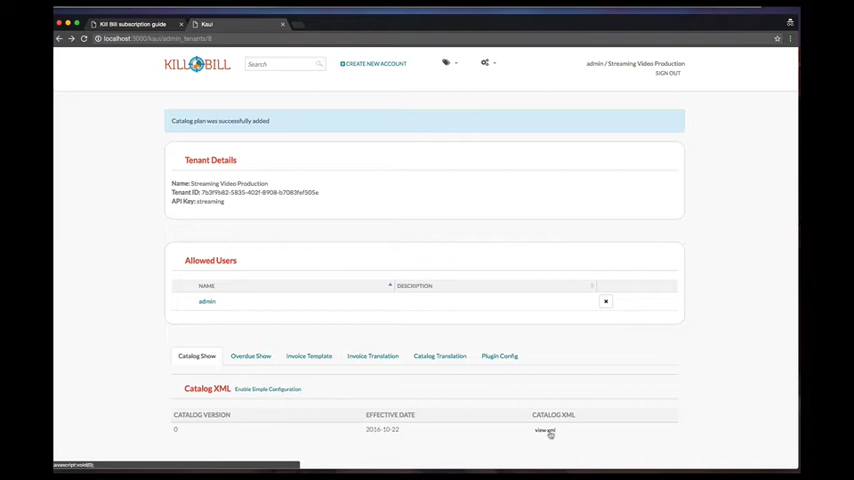 Kill Bill subscription guide
Kaui
localhost:3000/kaui/admin_tenants/8
KILL BILL
Search
CREATE NEW ACCOUNT
admin / Streaming Video Production
SIGN OUT
Catalog plan was successfully added
Tenant Details
Name: Streaming Video Production
Tenant ID: 7b3f9b82-5835-402f-8908-b7083fef505e
API Key: streaming
Allowed Users
NAME
DESCRIPTION
admin
Catalog Show
Overdue Show
Invoice Template
Invoice Translation
Catalog Translation
Plugin Config
Catalog XML Enable Simple Configuration
CATALOG VERSION
EFFECTIVE DATE
CATALOG XML
0
2016-10-22
view xml
javascript:void(0);